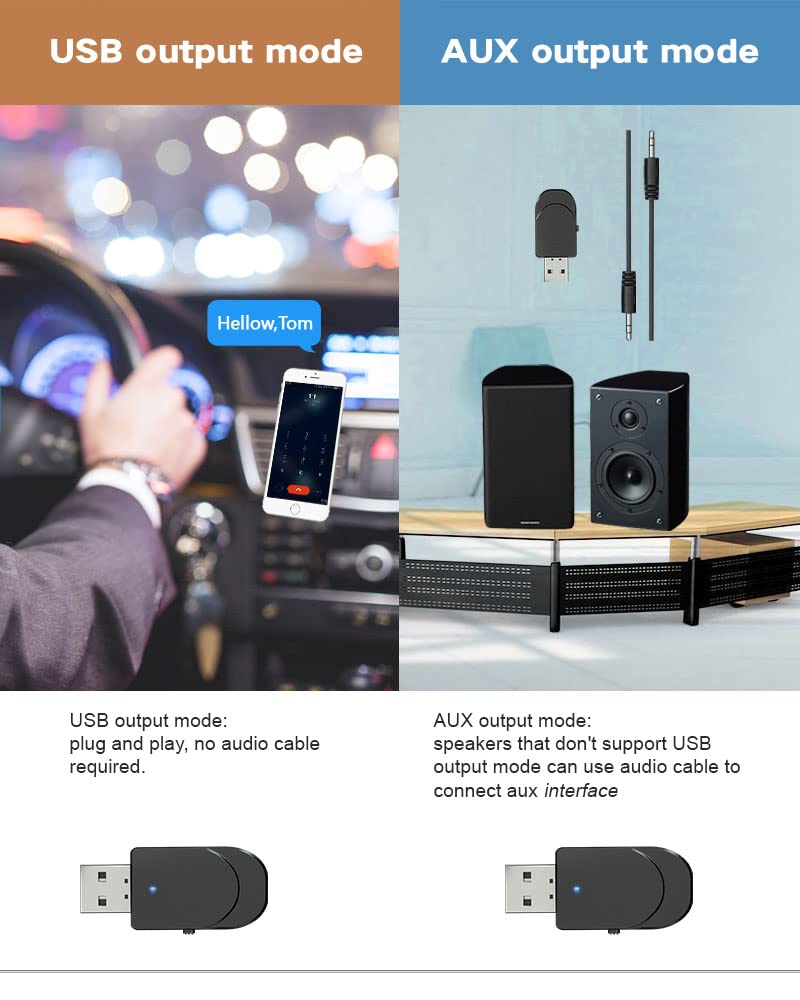 USB output mode
AUX output mode
Hellow,Tom
USB output mode:
plug and play, no audio cable
required.
AUX output mode:
speakers that don't support USB
output mode can use audio cable to
connect aux interface